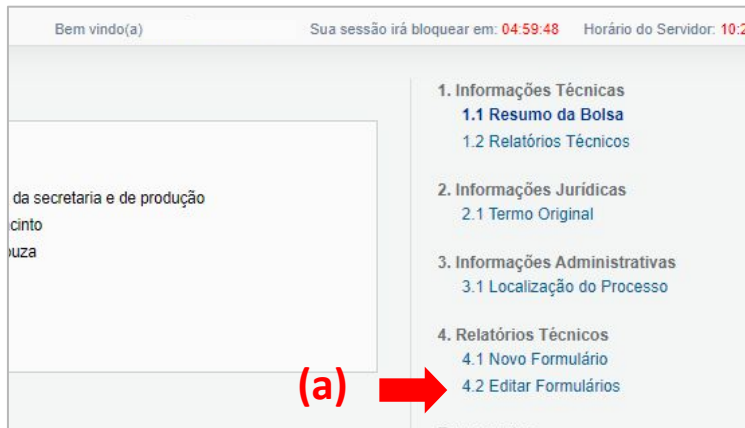 Bem vindo(a) Sua sessão irá bloquear em: 04:59:48 Horário do Servidor: 10:2
1. Informações Técnicas
1.1 Resumo da Bolsa
1.2 Relatórios Técnicos
da secretaria e de produção
cinto
ouza
2. Informações Jurídicas
2.1 Termo Original
3. Informações Administrativas
3.1 Localização do Processo
4. Relatórios Técnicos
4.1 Novo Formulário
(a) 4.2 Editar Formulários